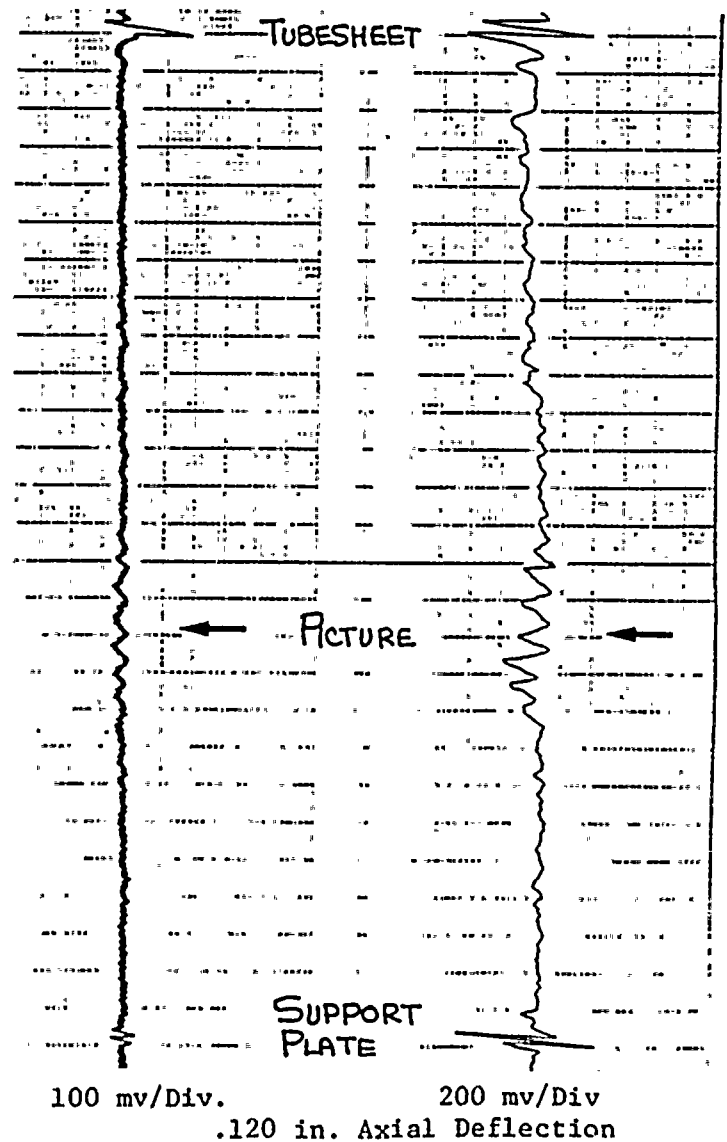 TUBESHEET
PICTURE
SUPPORT
PLATE
100 mv/Div. 200 mv/Div
.120 in. Axial Deflection